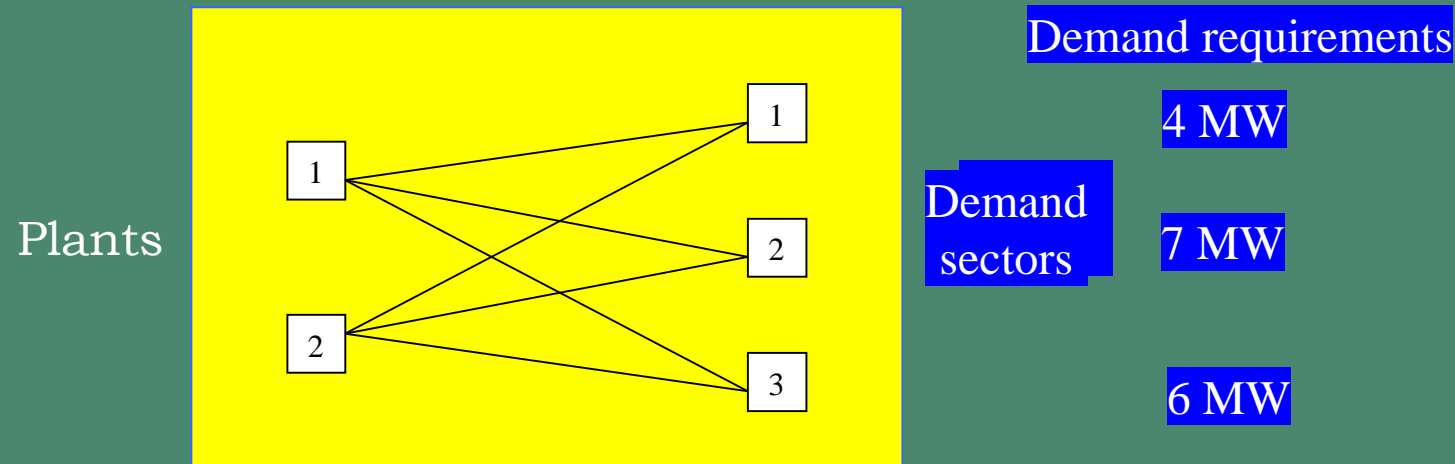 Demand requirements
1
4 MW
1
Plants
Demand
sectors
2
7 MW
2
3
6 MW